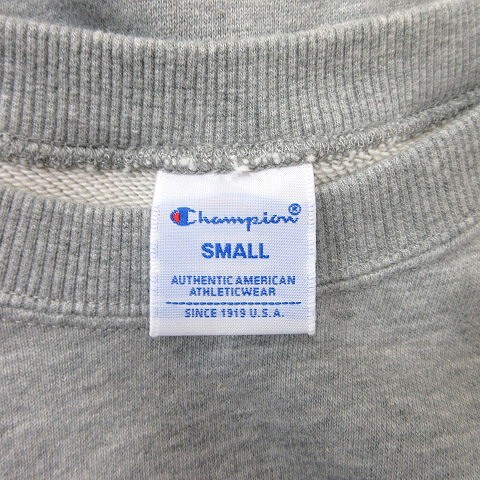 Champion®
SMALL
AUTHENTIC AMERICAN
ATHLETICWEAR
SINCE 1919 U.S.A.